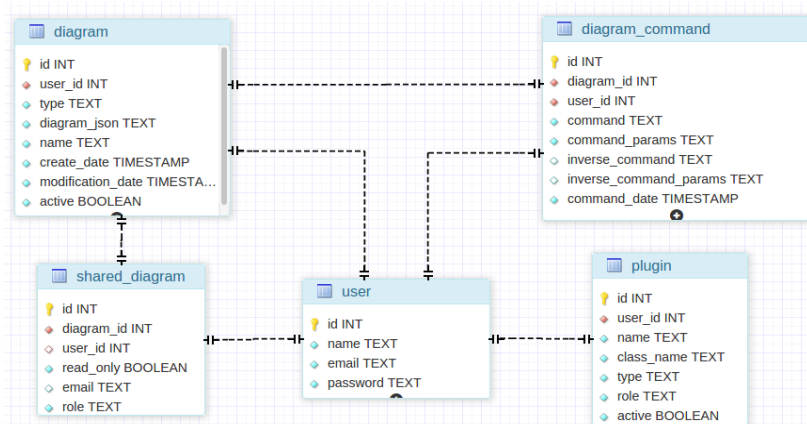 diagram
id INT
user_id INT
type TEXT
diagram_json TEXT
name TEXT
create_date TIMESTAMP
modification_date TIMESTA...
active BOOLEAN
diagram_command
id INT
diagram_id INT
user_id INT
command TEXT
command_params TEXT
inverse_command TEXT
inverse_command_params TEXT
command_date TIMESTAMP
shared_diagram
id INT
diagram_id INT
user_id INT
read_only BOOLEAN
email TEXT
role TEXT
user
id INT
name TEXT
email TEXT
password TEXT
plugin
id INT
user_id INT
name TEXT
class_name TEXT
type TEXT
role TEXT
active BOOLEAN